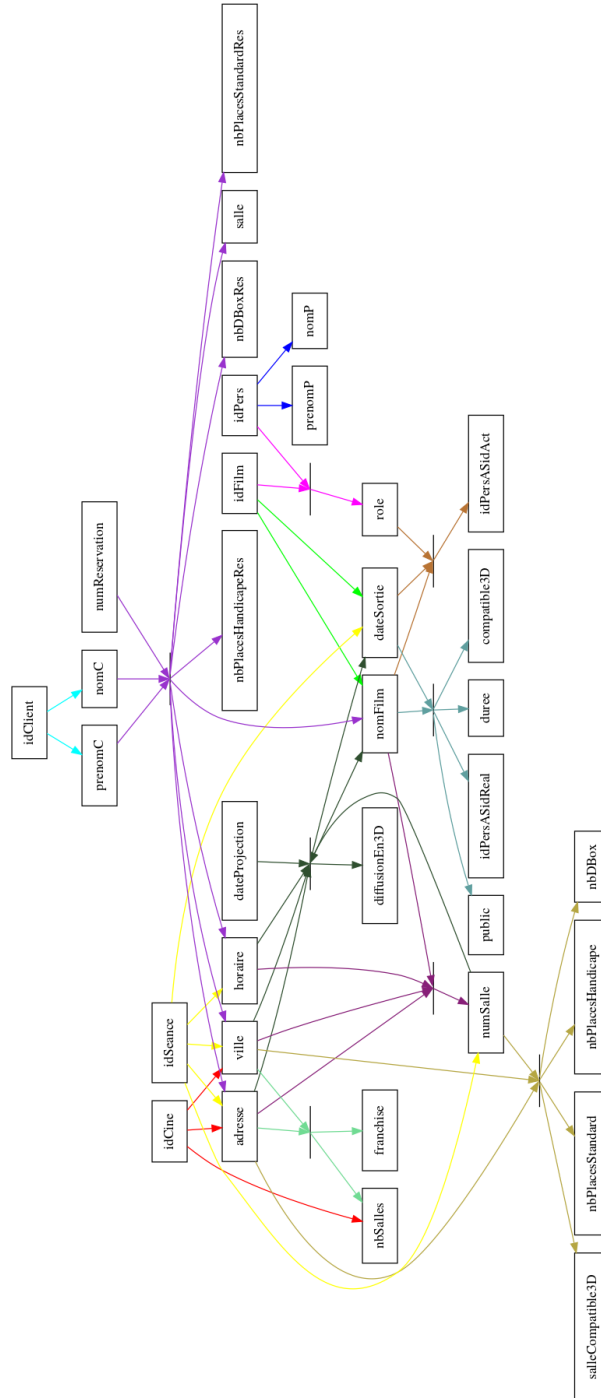 idClient
prenomC
nomC
numReservation
idCine
idSeance
adresse
ville
horaire
dateProjection
nbPlacesHandicapeRes
idFilm
idPers
nbDBoxRes
salle
nbPlacesStandardRes
prenomP
nomP
nbSalles
franchise
diffusionEn3D
nomFilm
dateSortie
role
numSalle
public
idPersASidReal
duree
compatible3D
idPersASidAct
salleCompatible3D
nbPlacesStandard
nbPlacesHandicape
nbDBox